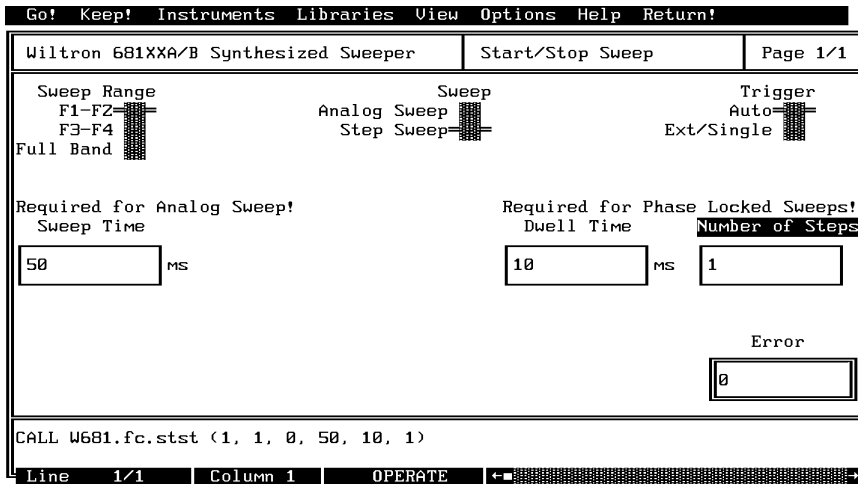 Go! Keep! Instruments Libraries View Options Help Return!
Wiltron 681XXA/B Synthesized Sweeper
Start/Stop Sweep
Page 1/1
Sweep Range
F1-F2
F3-F4
Full Band
Sweep
Analog Sweep
Step Sweep
Trigger
Auto
Ext/Single
Required for Analog Sweep!
Sweep Time
50 ms
Required for Phase Locked Sweeps!
Dwell Time
10 ms
Number of Steps
1
Error
0
CALL W681.fc.stst (1, 1, 0, 50, 10, 1)
Line 1/1 Column 1 OPERATE